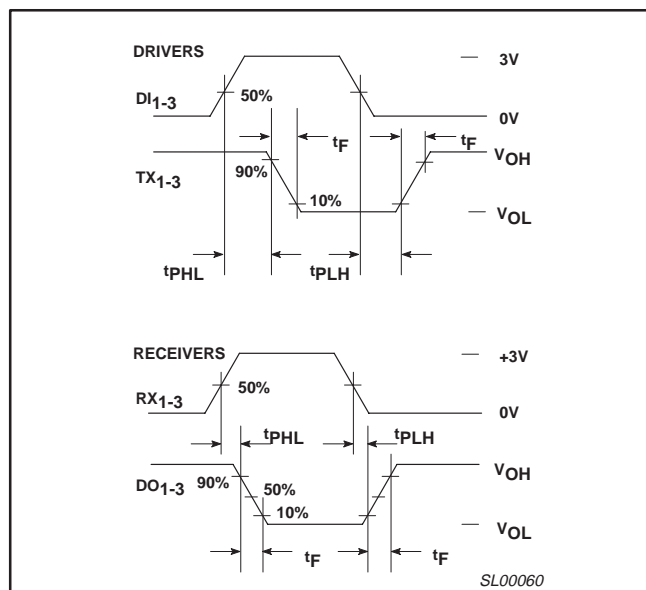 DRIVERS
3V
DI1-3
50%
0V
tF
tF
VOH
TX1-3
90%
10%
VOL
tPHL
tPLH
RECEIVERS
+3V
RX1-3
50%
0V
tPHL
tPLH
VOH
DO1-3
90%
50%
10%
VOL
tF
tF
SL00060